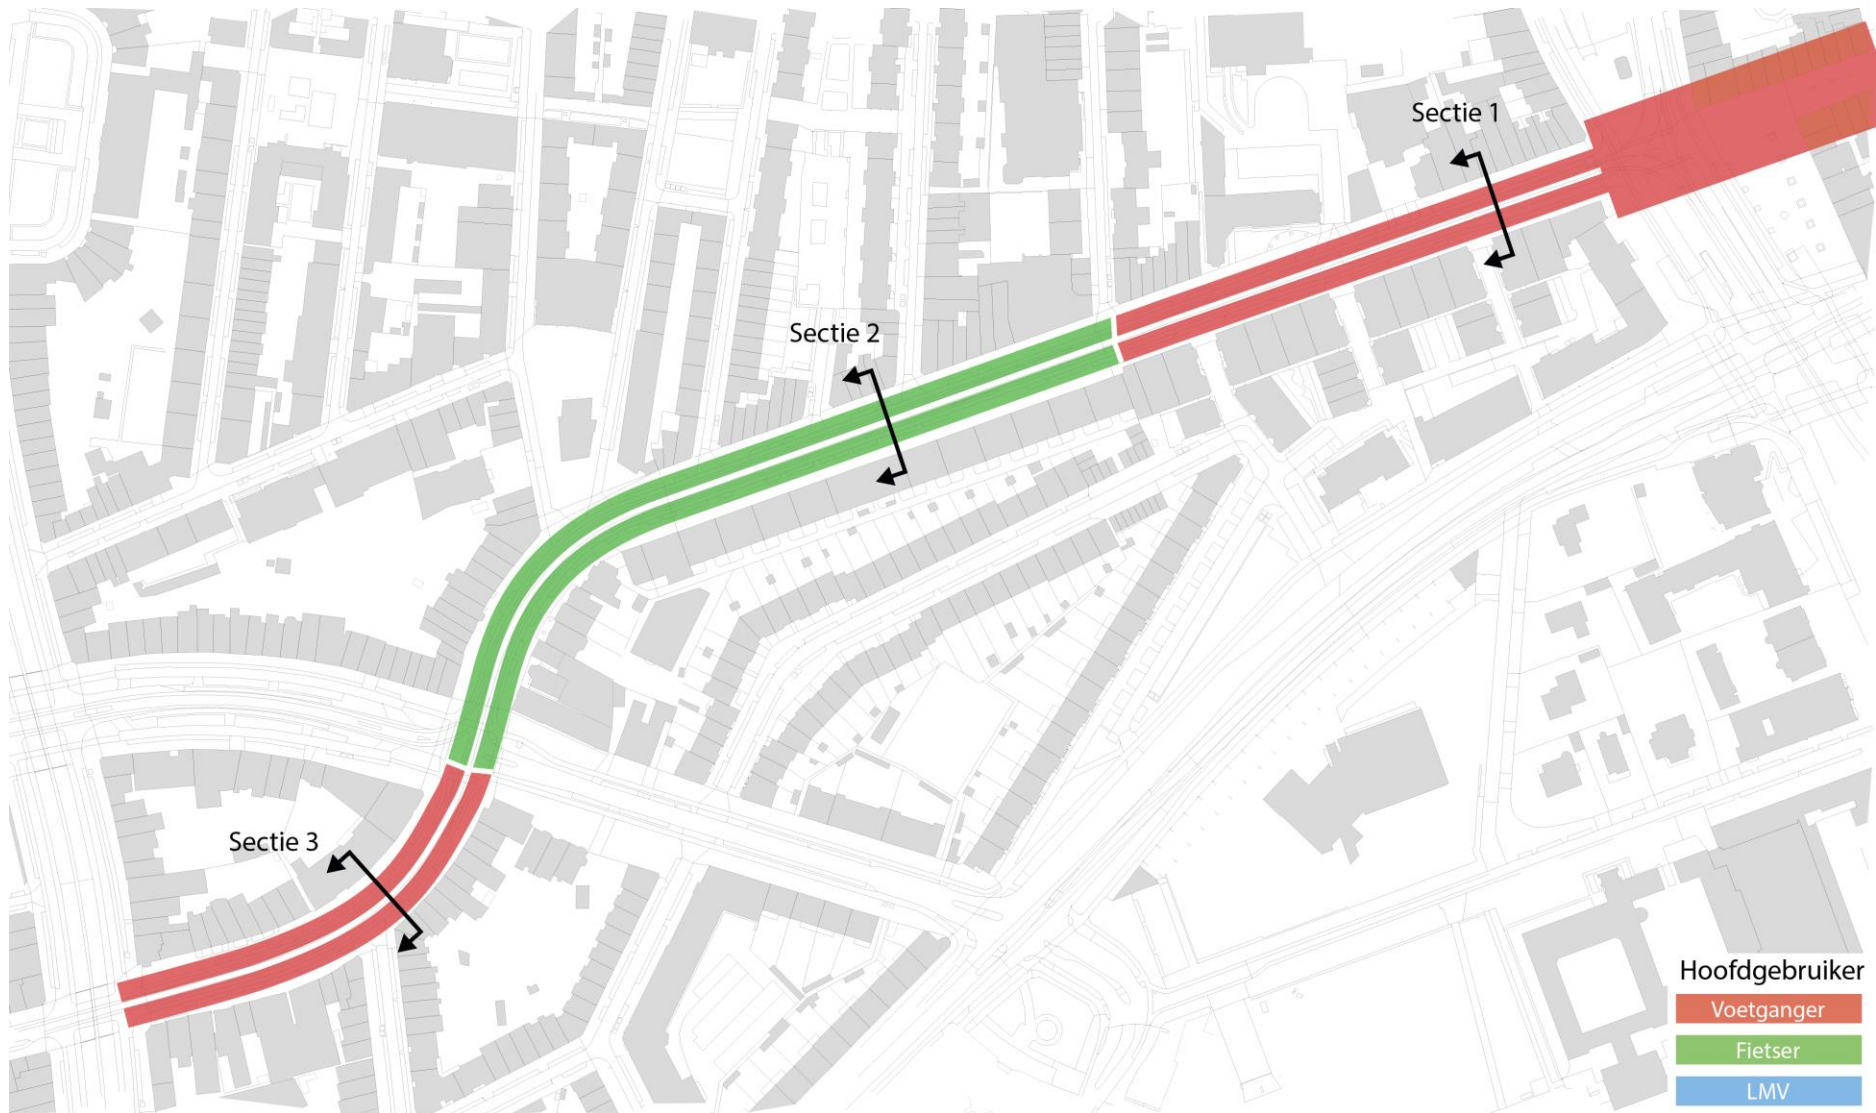 Sectie 1
Sectie 2
Sectie 3
Hoofdgebruiker
Voetganger
Fietser
LMV